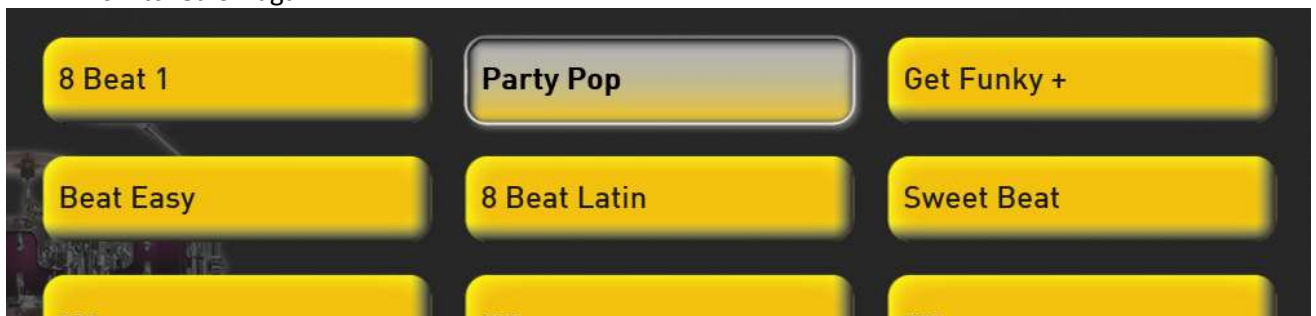 8 Beat 1
Party Pop
Get Funky +
Beat Easy
8 Beat Latin
Sweet Beat